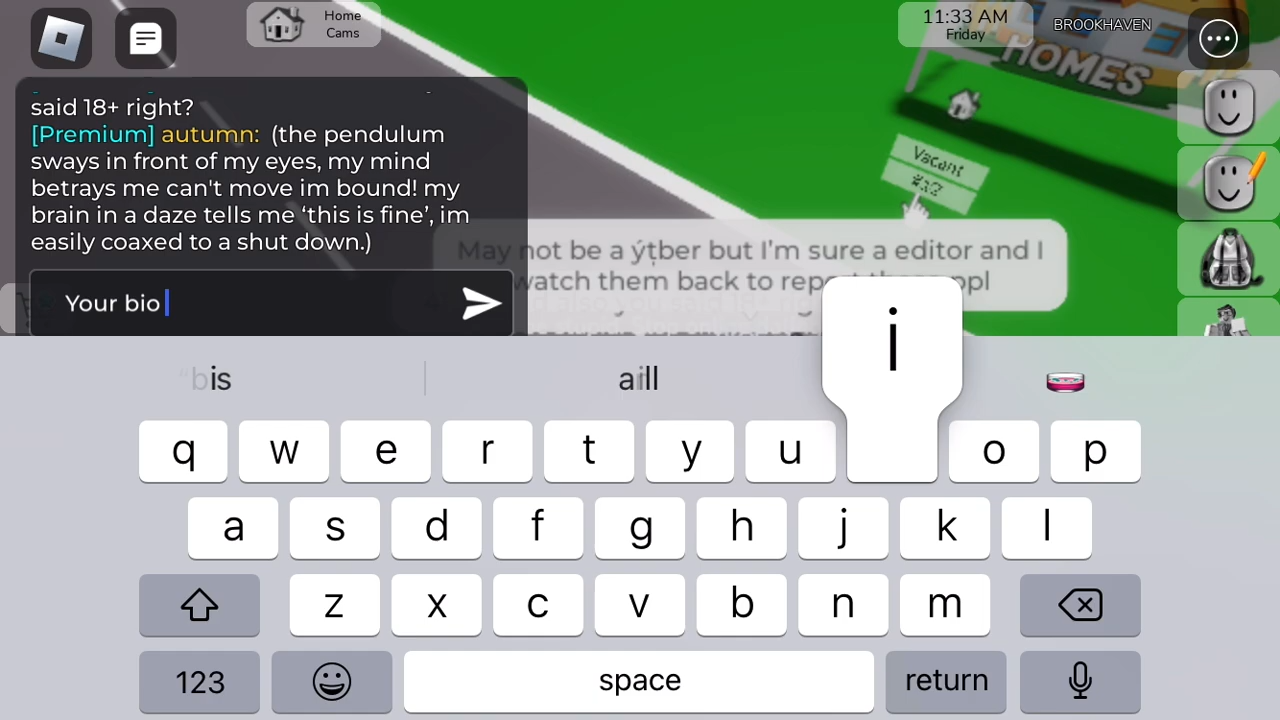 Home
Cams
11:33 AM
Friday
BROOKHAVEN
HOMES
Vacant
said 18+ right?
[Premium] autumn: (the pendulum
sways in front of my eyes, my mind
betrays me can't move im bound! my
brain in a daze tells me ‘this is fine’, im
easily coaxed to a shut down.)
May not be a ýțber but I'm sure a editor and I
watch them back to
Your bio
i
q w e r t y u o p
a s d f g h j k l
z x c v b n m
123 space return